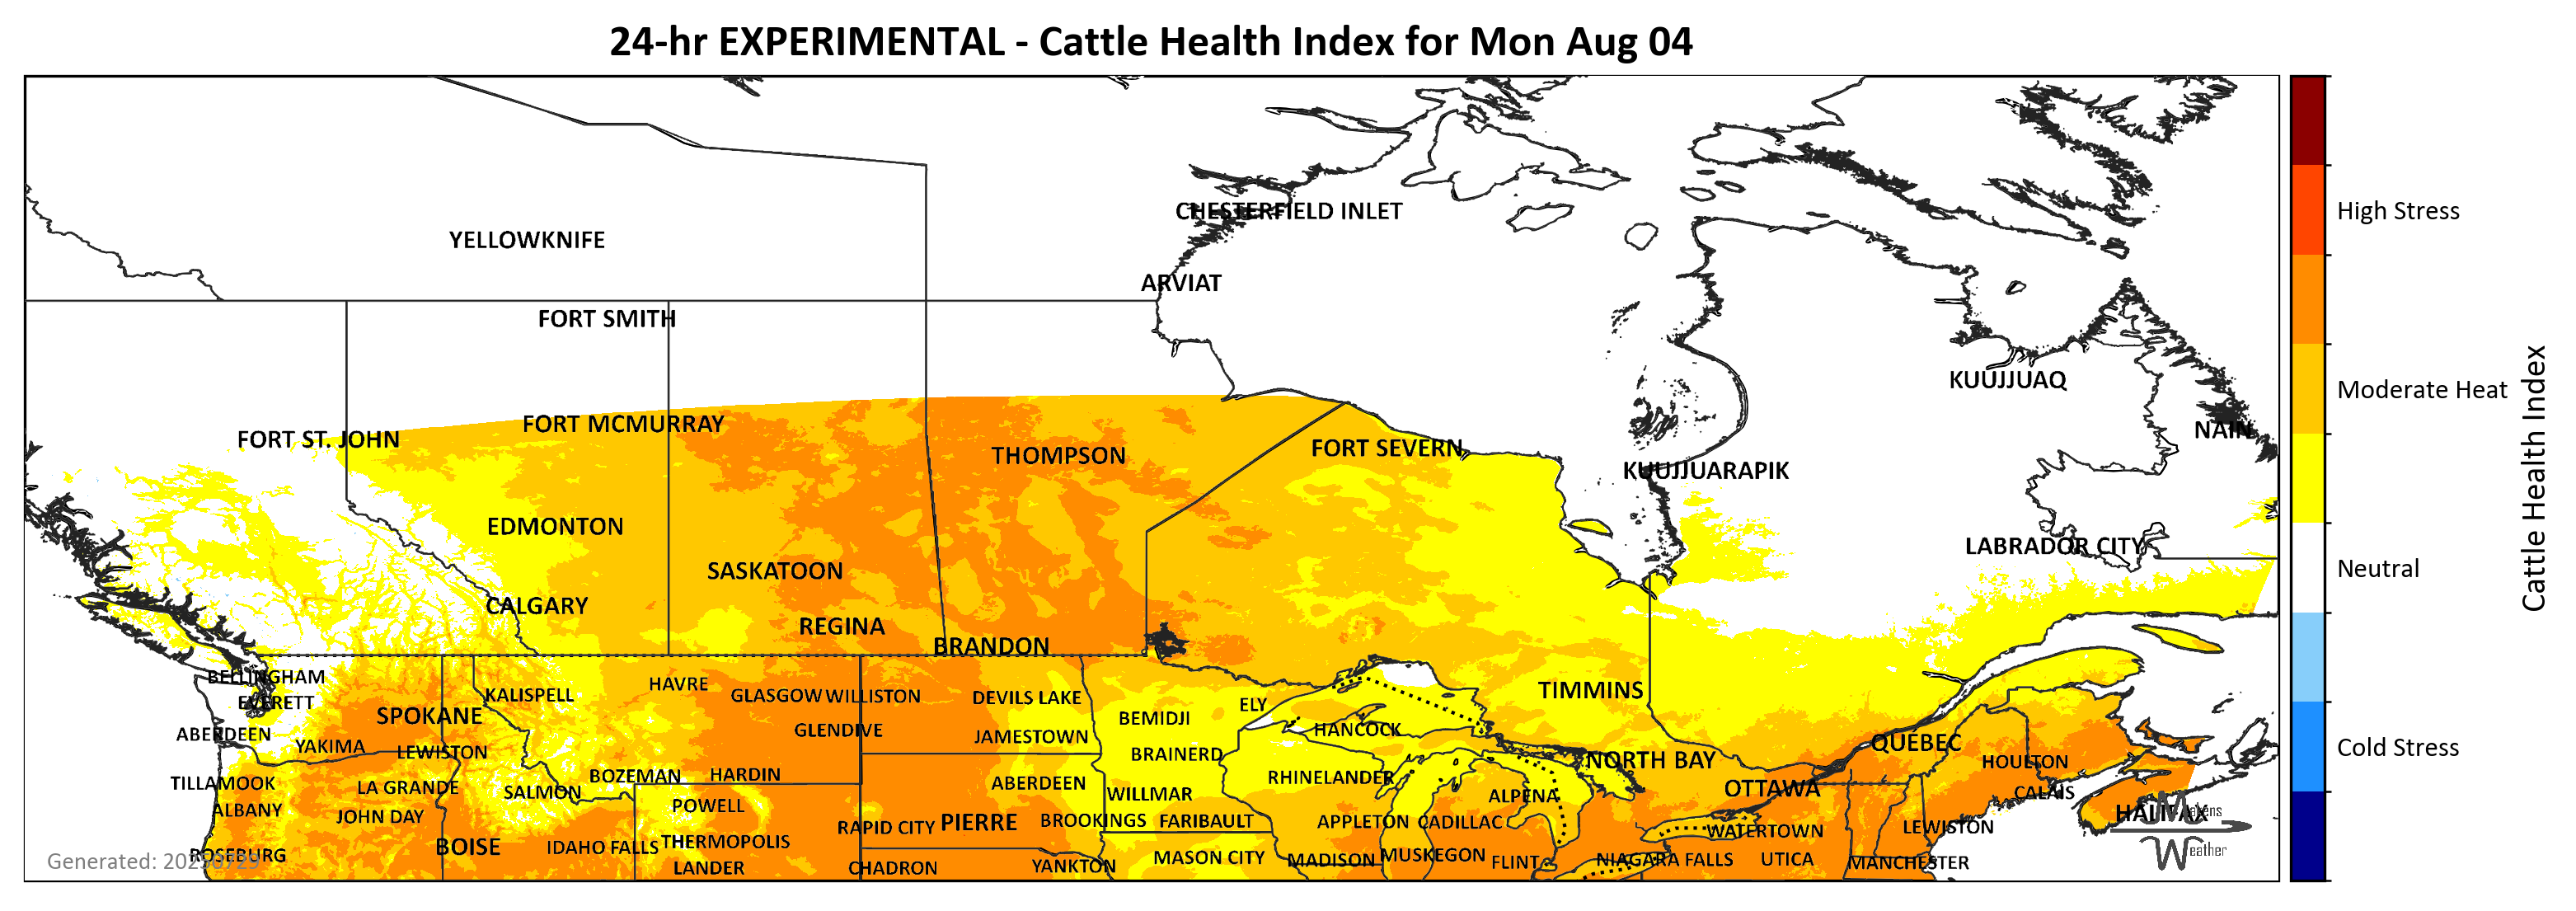 24-hr EXPERIMENTAL - Cattle Health Index for Mon Aug 04
CHESTERFIELD INLET
YELLOWKNIFE
ARVIAT
FORT SMITH
KUUJJUAQ
FORT MCMURRAY
NAIN
FORT ST. JOHN
FORT SEVERN
THOMPSON
KUUJJUARAPIK
EDMONTON
LABRADOR CITY
SASKATOON
CALGARY
REGINA
BRANDON
BELLINGHAM
HAVRE
TIMMINS
KALISPELL
GLASGOW
WILLISTON
DEVILS LAKE
EVERETT
ELY
SPOKANE
BEMIDJI
GLENDIVE
HANCOCK
ABERDEEN
JAMESTOWN
QUEBEC
YAKIMA
LEWISTON
BRAINERD
NORTH BAY
HOULTON
BOZEMAN
HARDIN
RHINELANDER
TILLAMOOK
ABERDEEN
LA GRANDE
OTTAWA
SALMON
WILLMAR
ALPENA
CALAIS
POWELL
ALBANY
HALIFAX
Makens
JOHN DAY
BROOKINGS
FARIBAULT
APPLETON
CADILLAC
PIERRE
RAPID CITY
LEWISTON
WATERTOWN
THERMOPOLIS
BOISE
IDAHO FALLS
Weather
ROSEBURG
MASON CITY
MADISON
MUSKEGON
NIAGARA FALLS
UTICA
FLINT
MANCHESTER
Generated: 20250729
LANDER
CHADRON
YANKTON
High Stress
Moderate Heat
Neutral
Cold Stress
Cattle Health Index